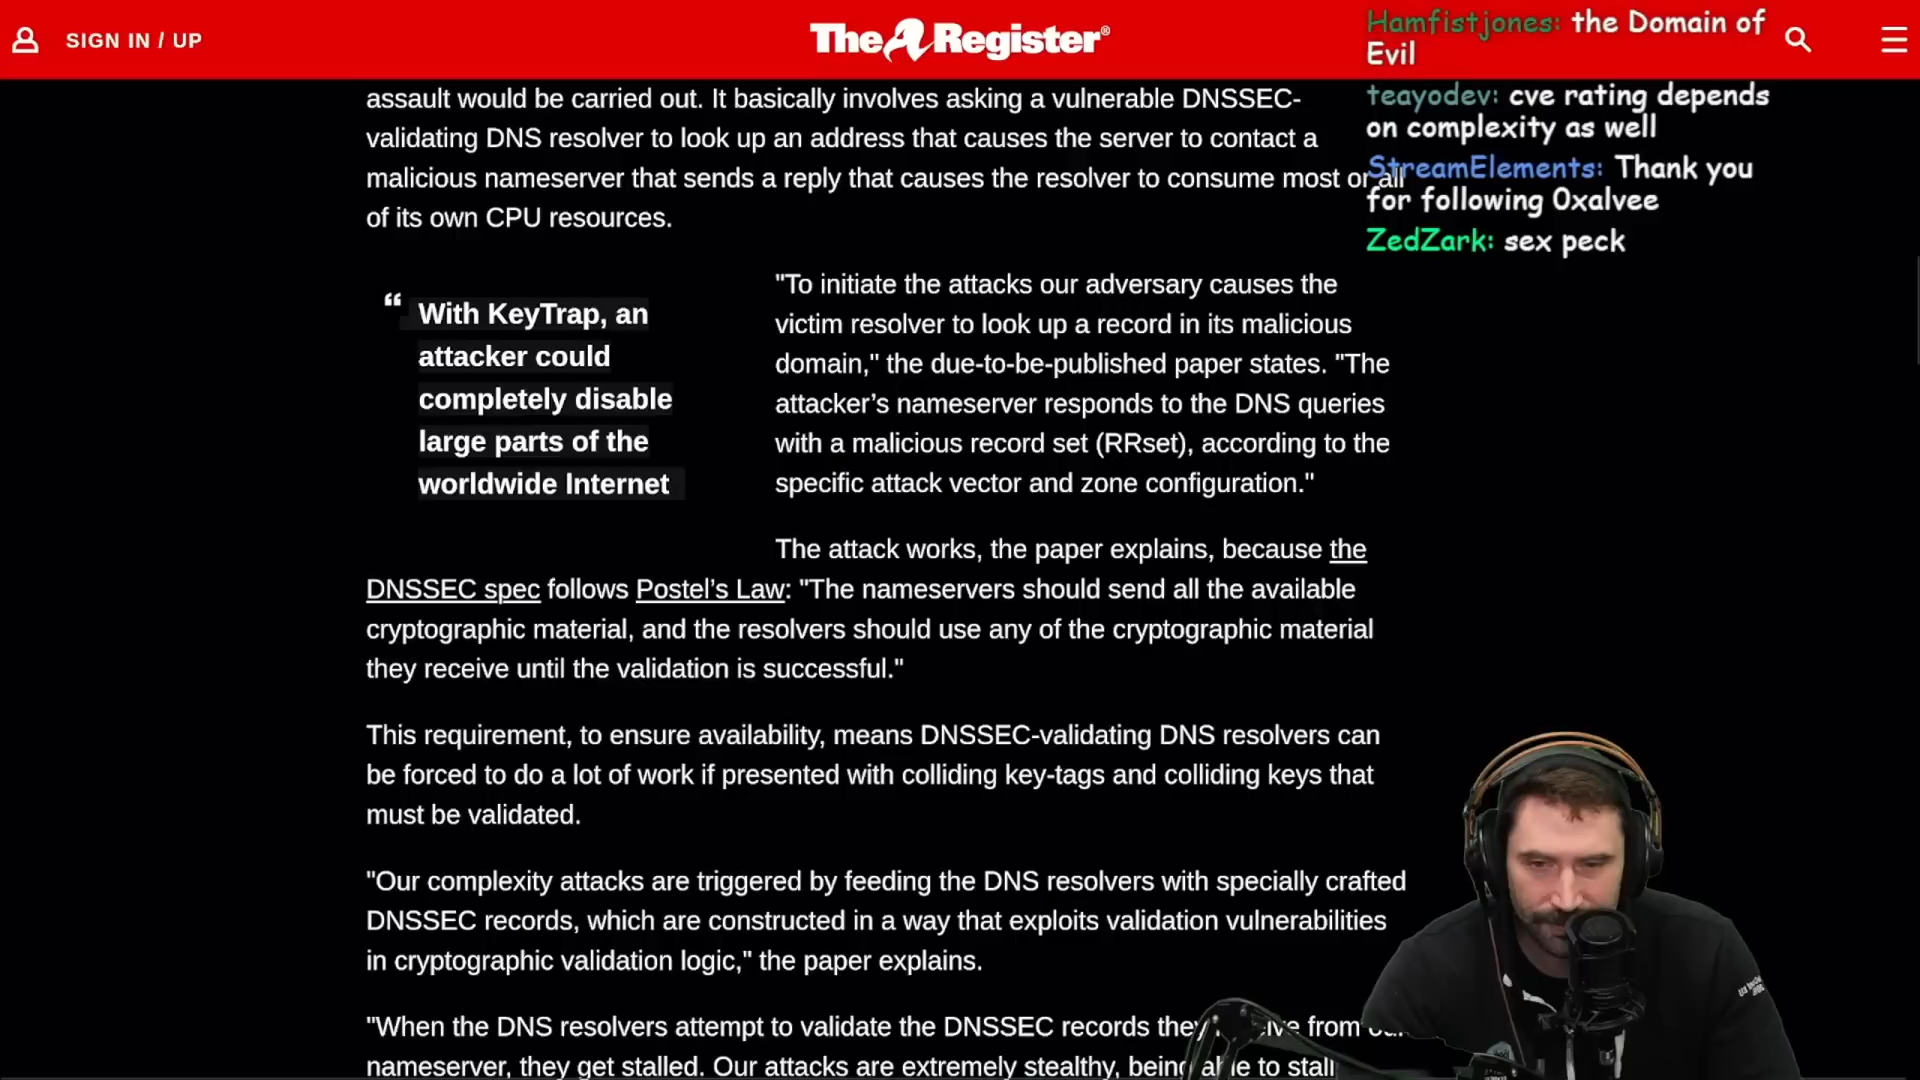 SIGN IN / UP
The Register®
Hamfistjones: the Domain of
Evil
teayodev: cve rating depends
on complexity as well
StreamElements: Thank you
for following Oxalvee
ZedZark: sex peck
assault would be carried out. It basically involves asking a vulnerable DNSSEC-
validating DNS resolver to look up an address that causes the server to contact a
malicious nameserver that sends a reply that causes the resolver to consume most or all
of its own CPU resources.
“ With KeyTrap, an
attacker could
completely disable
large parts of the
worldwide Internet
"To initiate the attacks our adversary causes the
victim resolver to look up a record in its malicious
domain," the due-to-be-published paper states. "The
attacker’s nameserver responds to the DNS queries
with a malicious record set (RRset), according to the
specific attack vector and zone configuration."
The attack works, the paper explains, because the
DNSSEC spec follows Postel’s Law: "The nameservers should send all the available
cryptographic material, and the resolvers should use any of the cryptographic material
they receive until the validation is successful."
This requirement, to ensure availability, means DNSSEC-validating DNS resolvers can
be forced to do a lot of work if presented with colliding key-tags and colliding keys that
must be validated.
"Our complexity attacks are triggered by feeding the DNS resolvers with specially crafted
DNSSEC records, which are constructed in a way that exploits validation vulnerabilities
in cryptographic validation logic," the paper explains.
"When the DNS resolvers attempt to validate the DNSSEC records they receive from our
nameserver, they get stalled. Our attacks are extremely stealthy, being able to stall